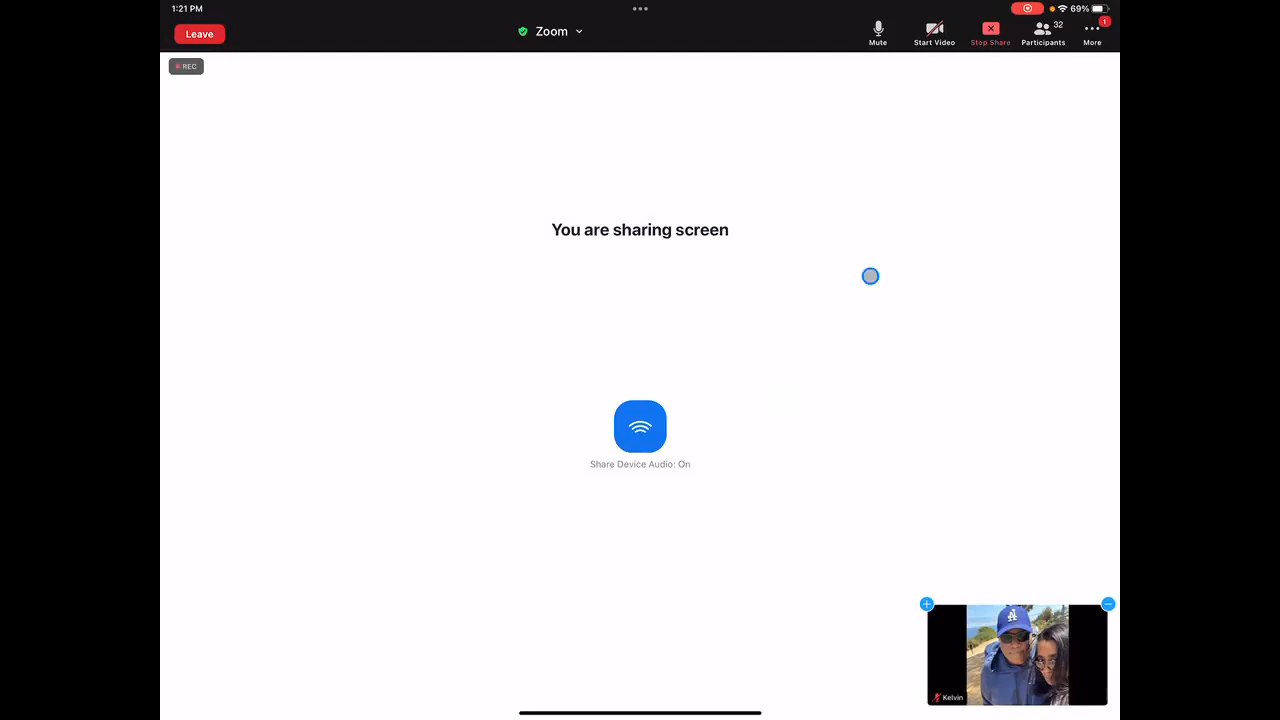 1:21 PM
69%
Leave
Zoom
Mute
Start Video
Stop Share
32
Participants
1
More
REC
You are sharing screen
Share Device Audio: On
LA
Kelvin